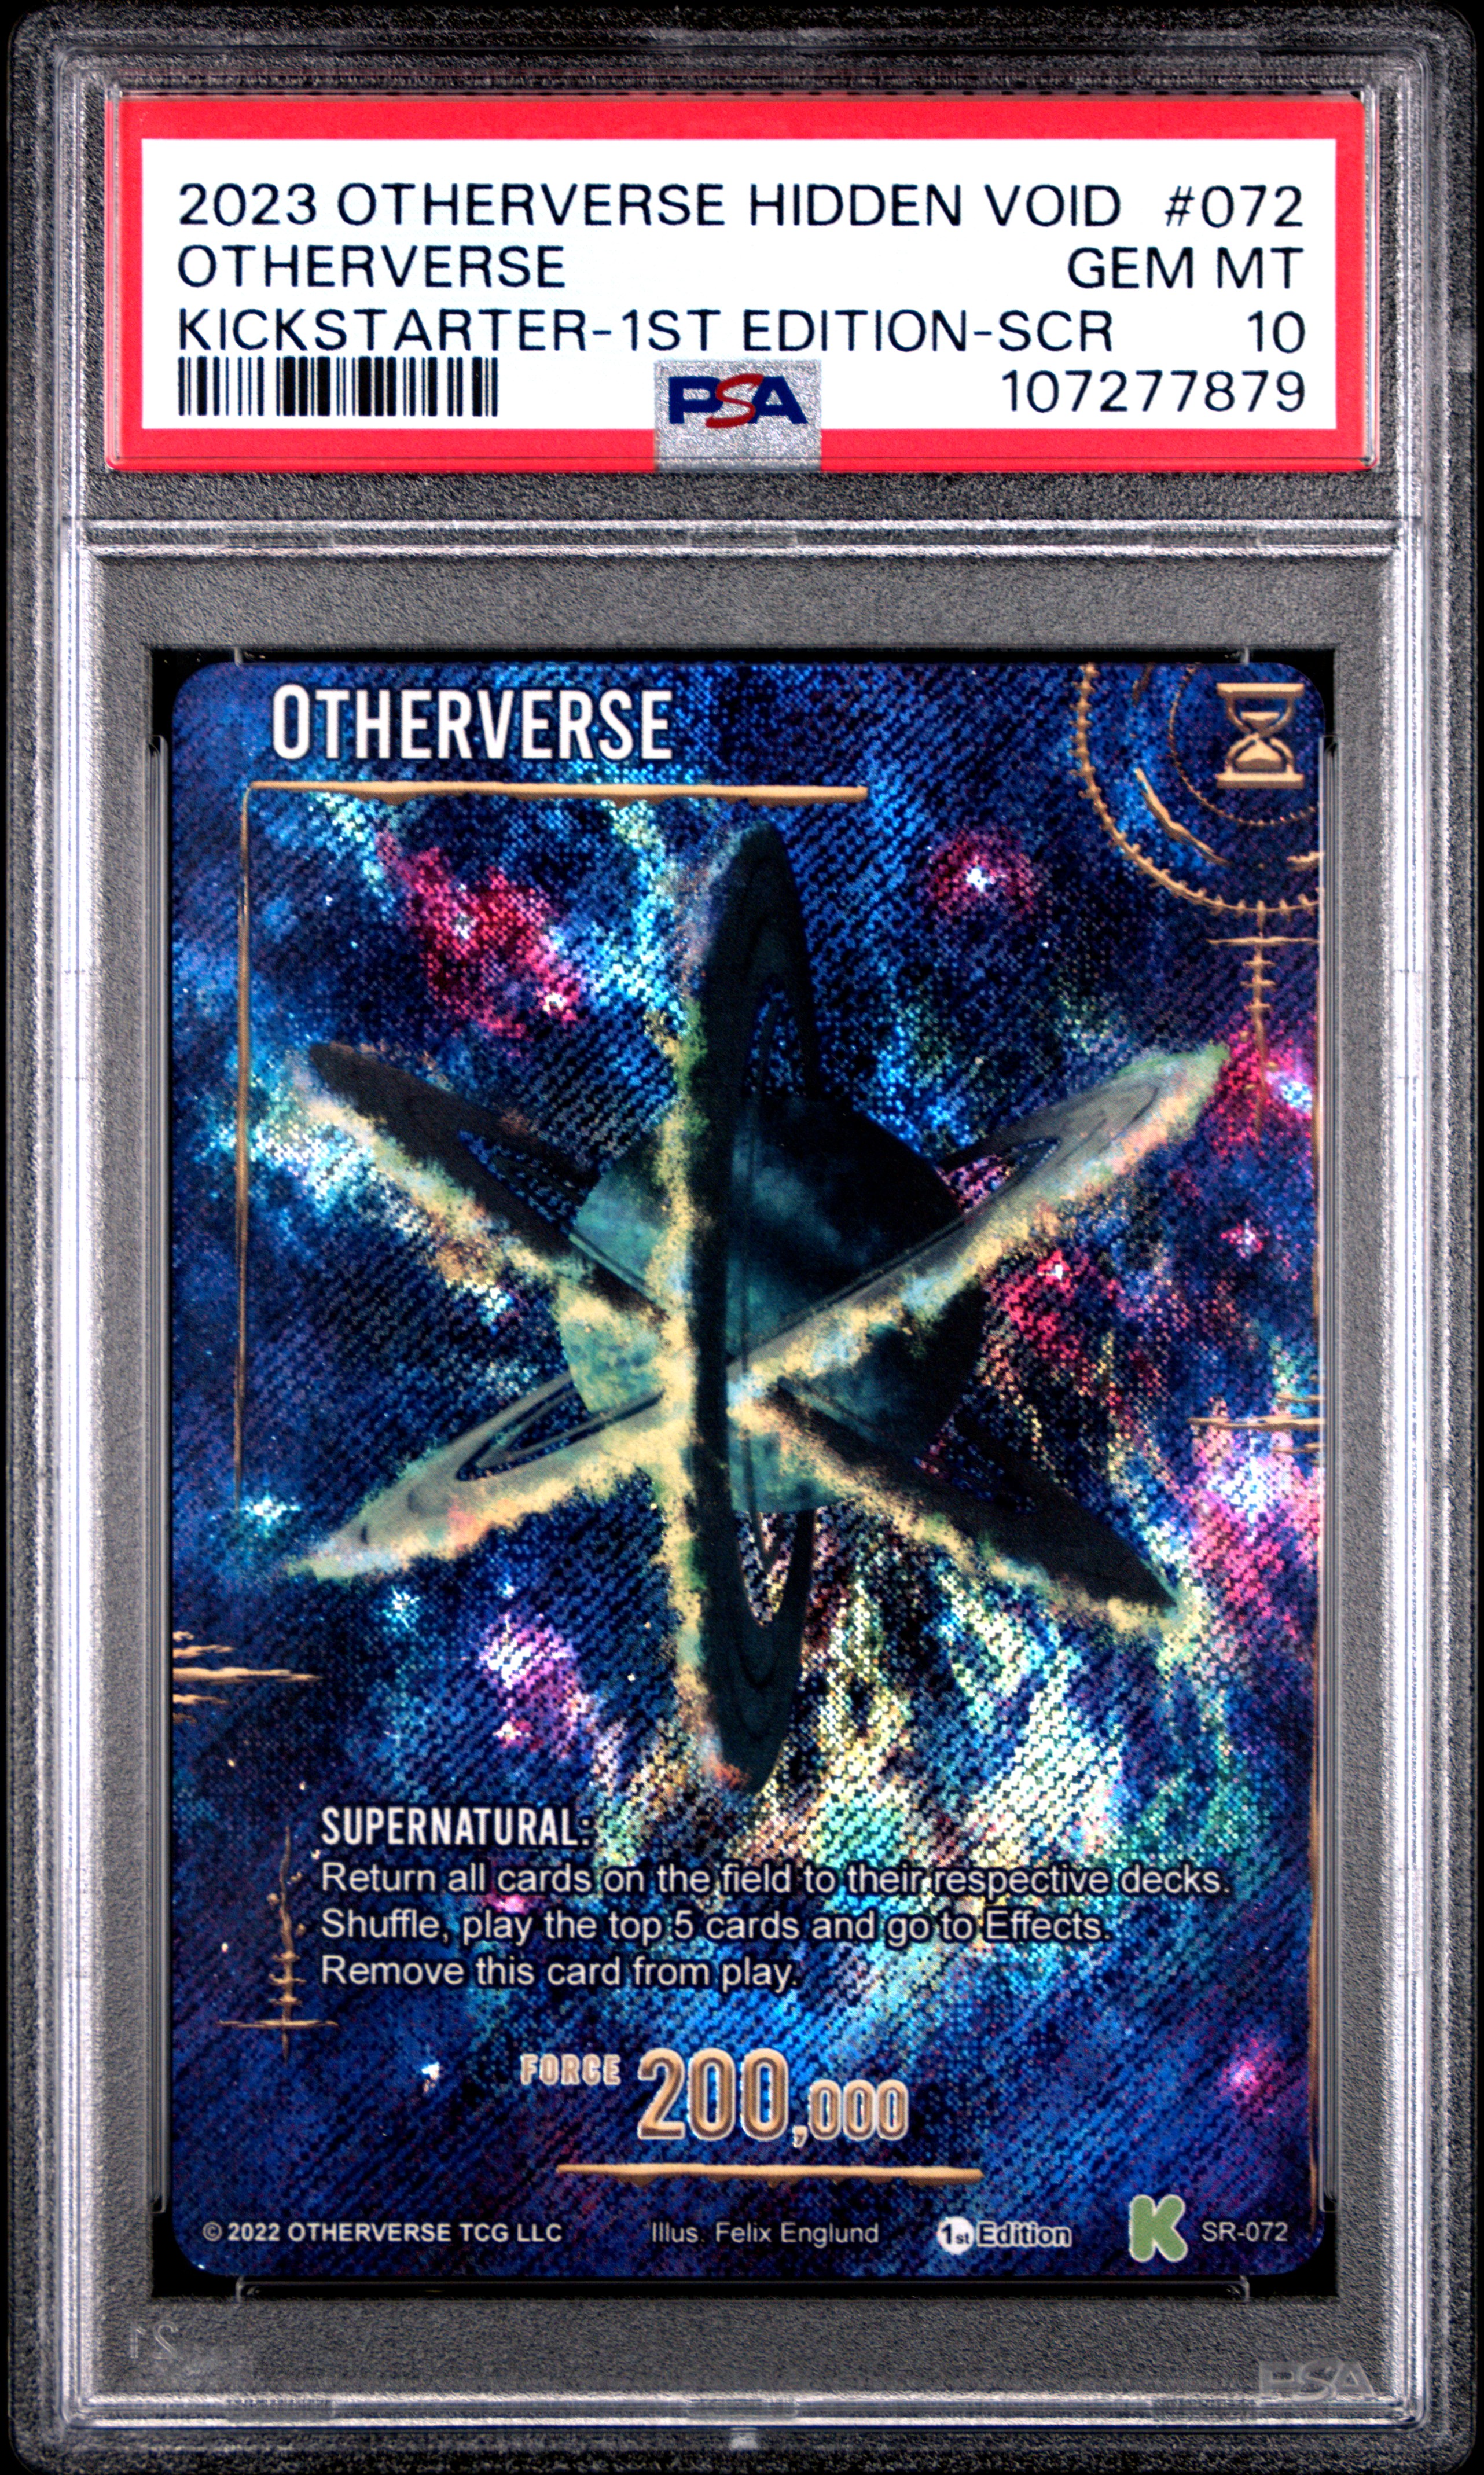 2023 OTHERVERSE HIDDEN VOID #072
OTHERVERSE GEM MT
KICKSTARTER-1ST EDITION-SCR 10
PSA 107277879
OTHERVERSE
SUPERNATURAL:
Return all cards on the field to their respective decks.
Shuffle, play the top 5 cards and go to Effects.
Remove this card from play.
FORCE 200,000
© 2022 OTHERVERSE TCG LLC Illus. Felix Englund 1st Edition K SR-072
PSA